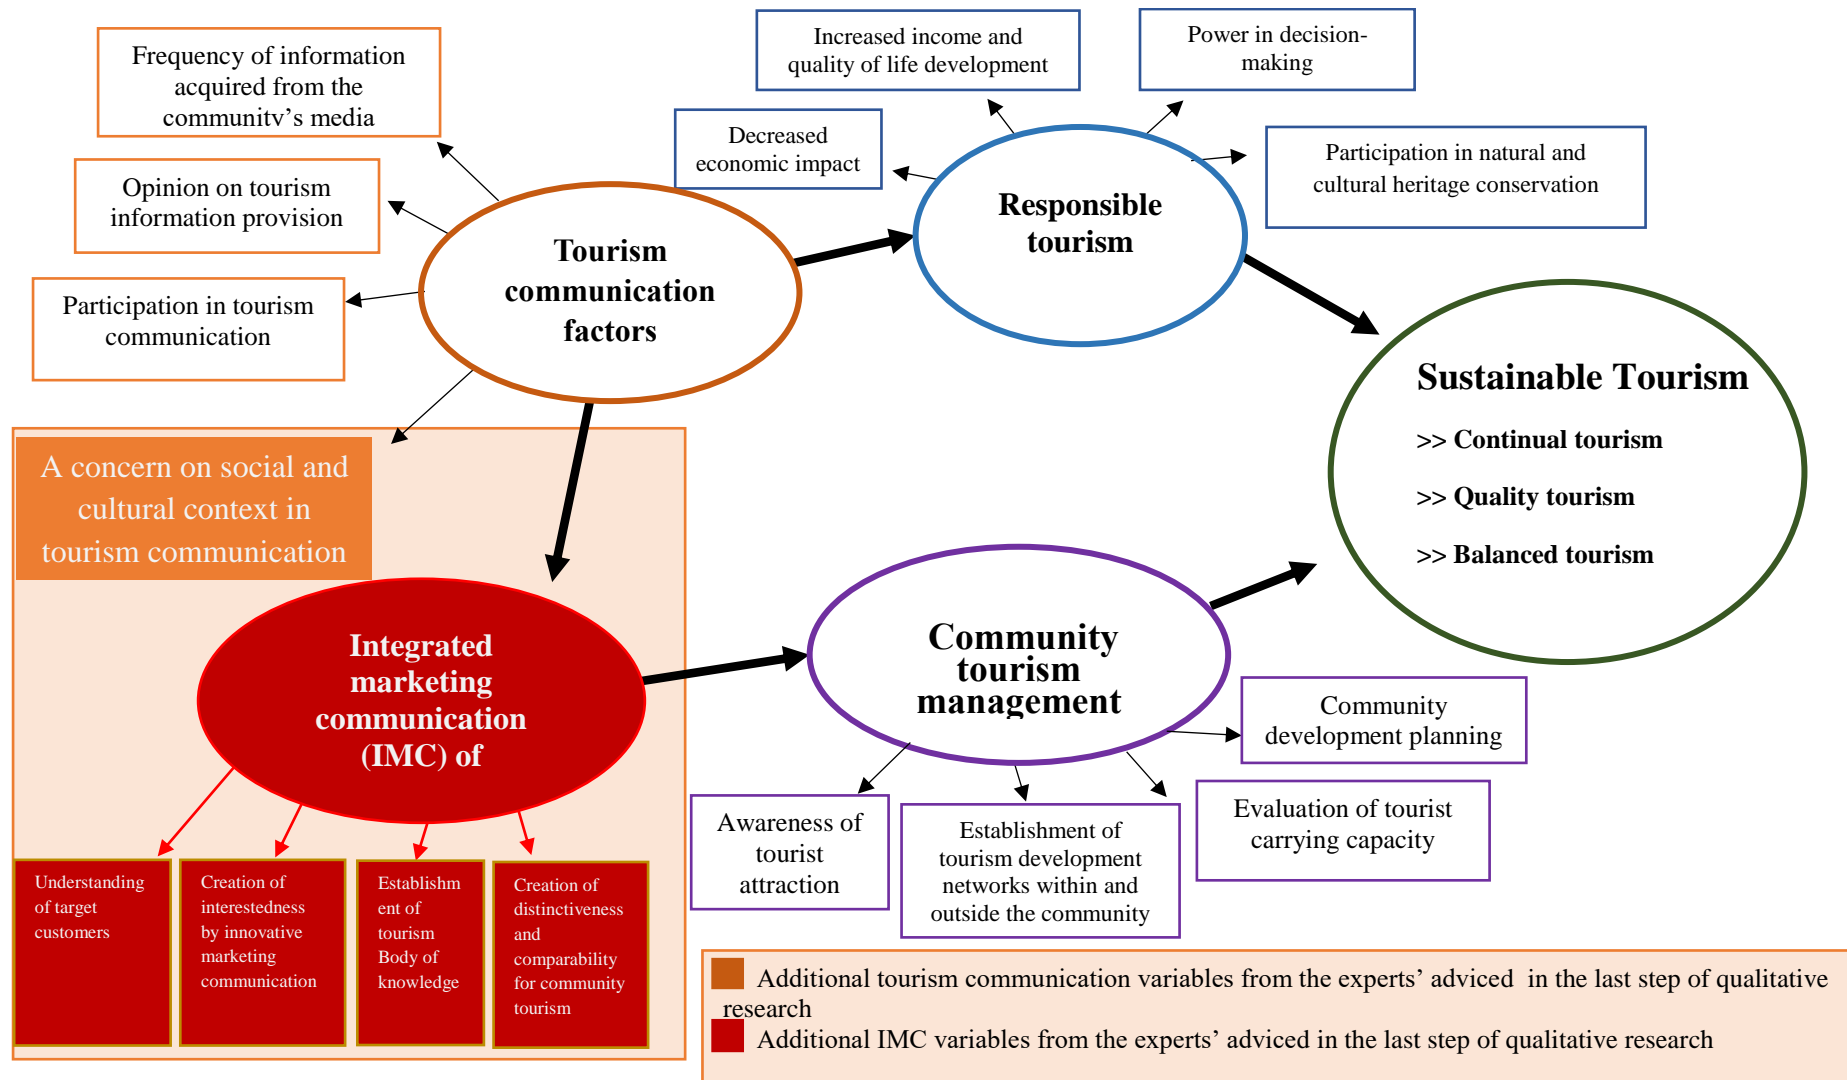 Frequency of information
acquired from the
community's media
Opinion on tourism
information provision
Participation in tourism
communication
Increased income and
quality of life development
Power in decision-
making
Decreased
economic impact
Participation in natural and
cultural heritage conservation
Tourism
communication
factors
Responsible
tourism
Sustainable Tourism
>> Continual tourism
>> Quality tourism
>> Balanced tourism
A concern on social and
cultural context in
tourism communication
Integrated
marketing
communication
(IMC) of
Community
tourism
management
Understanding
of target
customers
Creation of
interestedness
by innovative
marketing
communication
Establishm
ent of
tourism
Body of
knowledge
Creation of
distinctiveness
and
comparability
for community
tourism
Awareness of
tourist
attraction
Establishment of
tourism development
networks within and
outside the community
Evaluation of tourist
carrying capacity
Community
development planning
Additional tourism communication variables from the experts' adviced in the last step of qualitative
research
Additional IMC variables from the experts' adviced in the last step of qualitative research